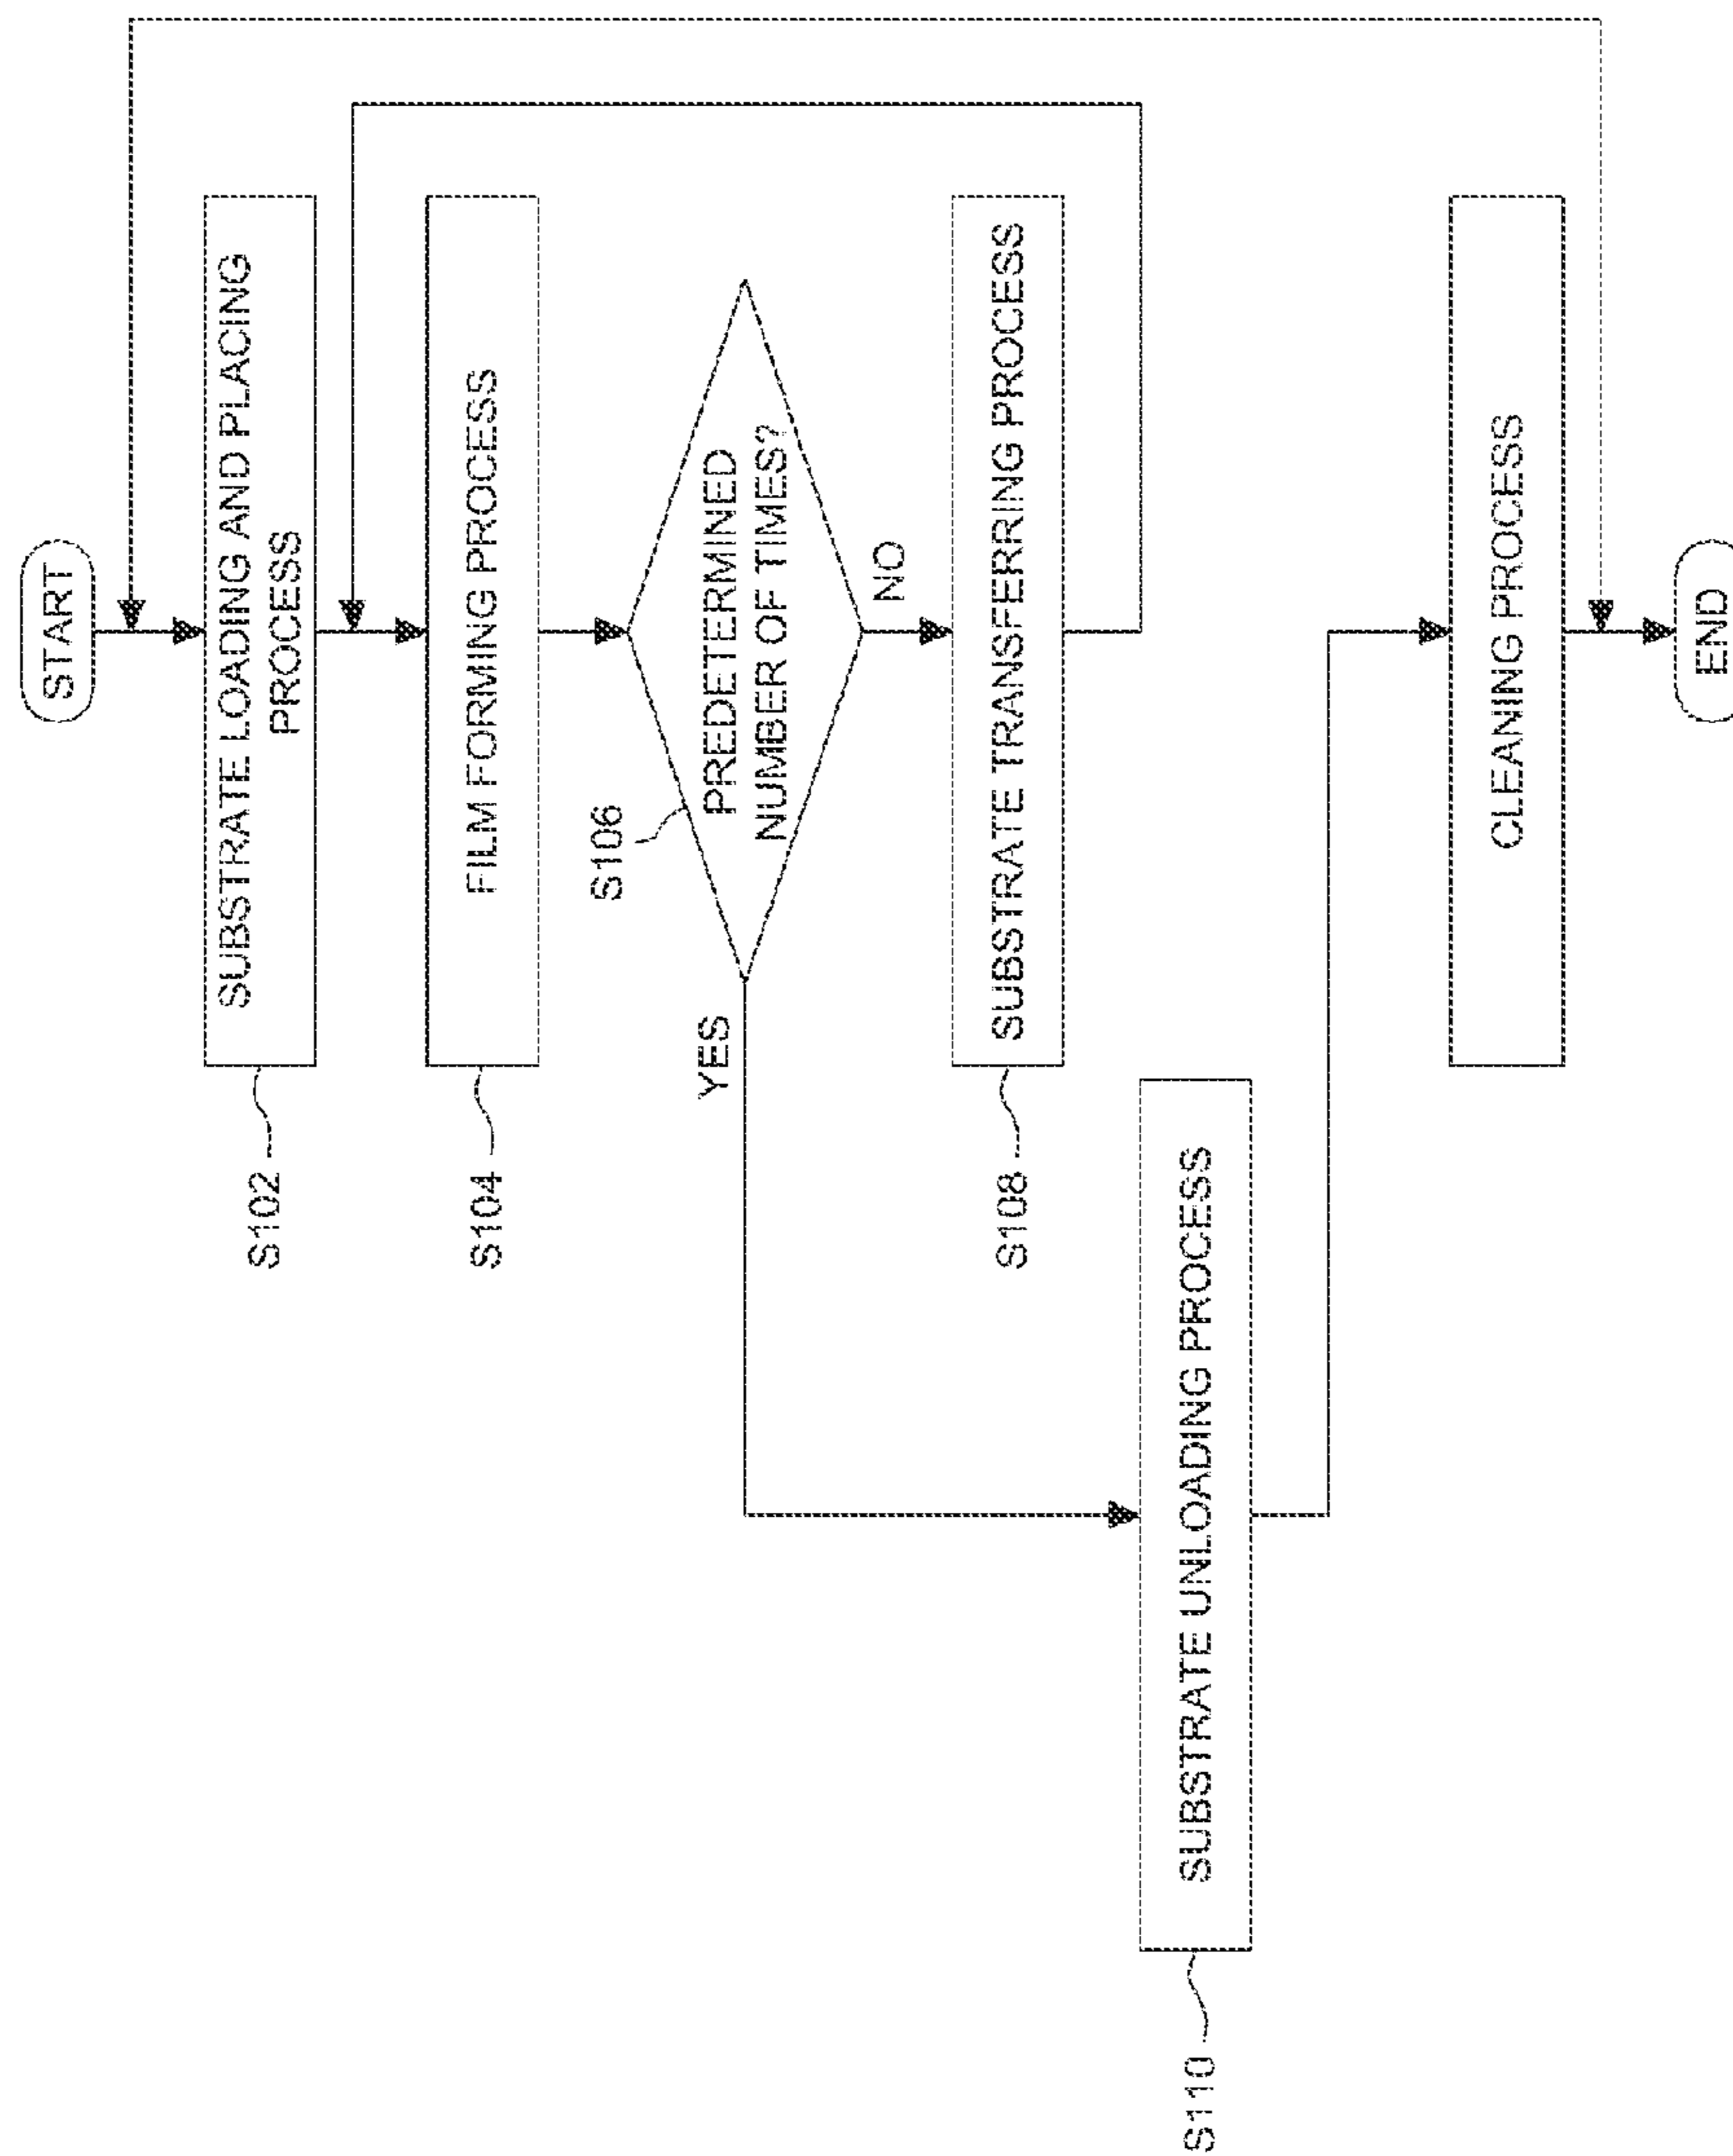 START
SUBSTRATE LOADING AND PLACING
PROCESS
S102
FILM FORMING PROCESS
S104
S106
PREDETERMINED
NUMBER OF TIMES?
YES
NO
SUBSTRATE TRANSFERRING PROCESS
S108
SUBSTRATE UNLOADING PROCESS
S110
CLEANING PROCESS
END